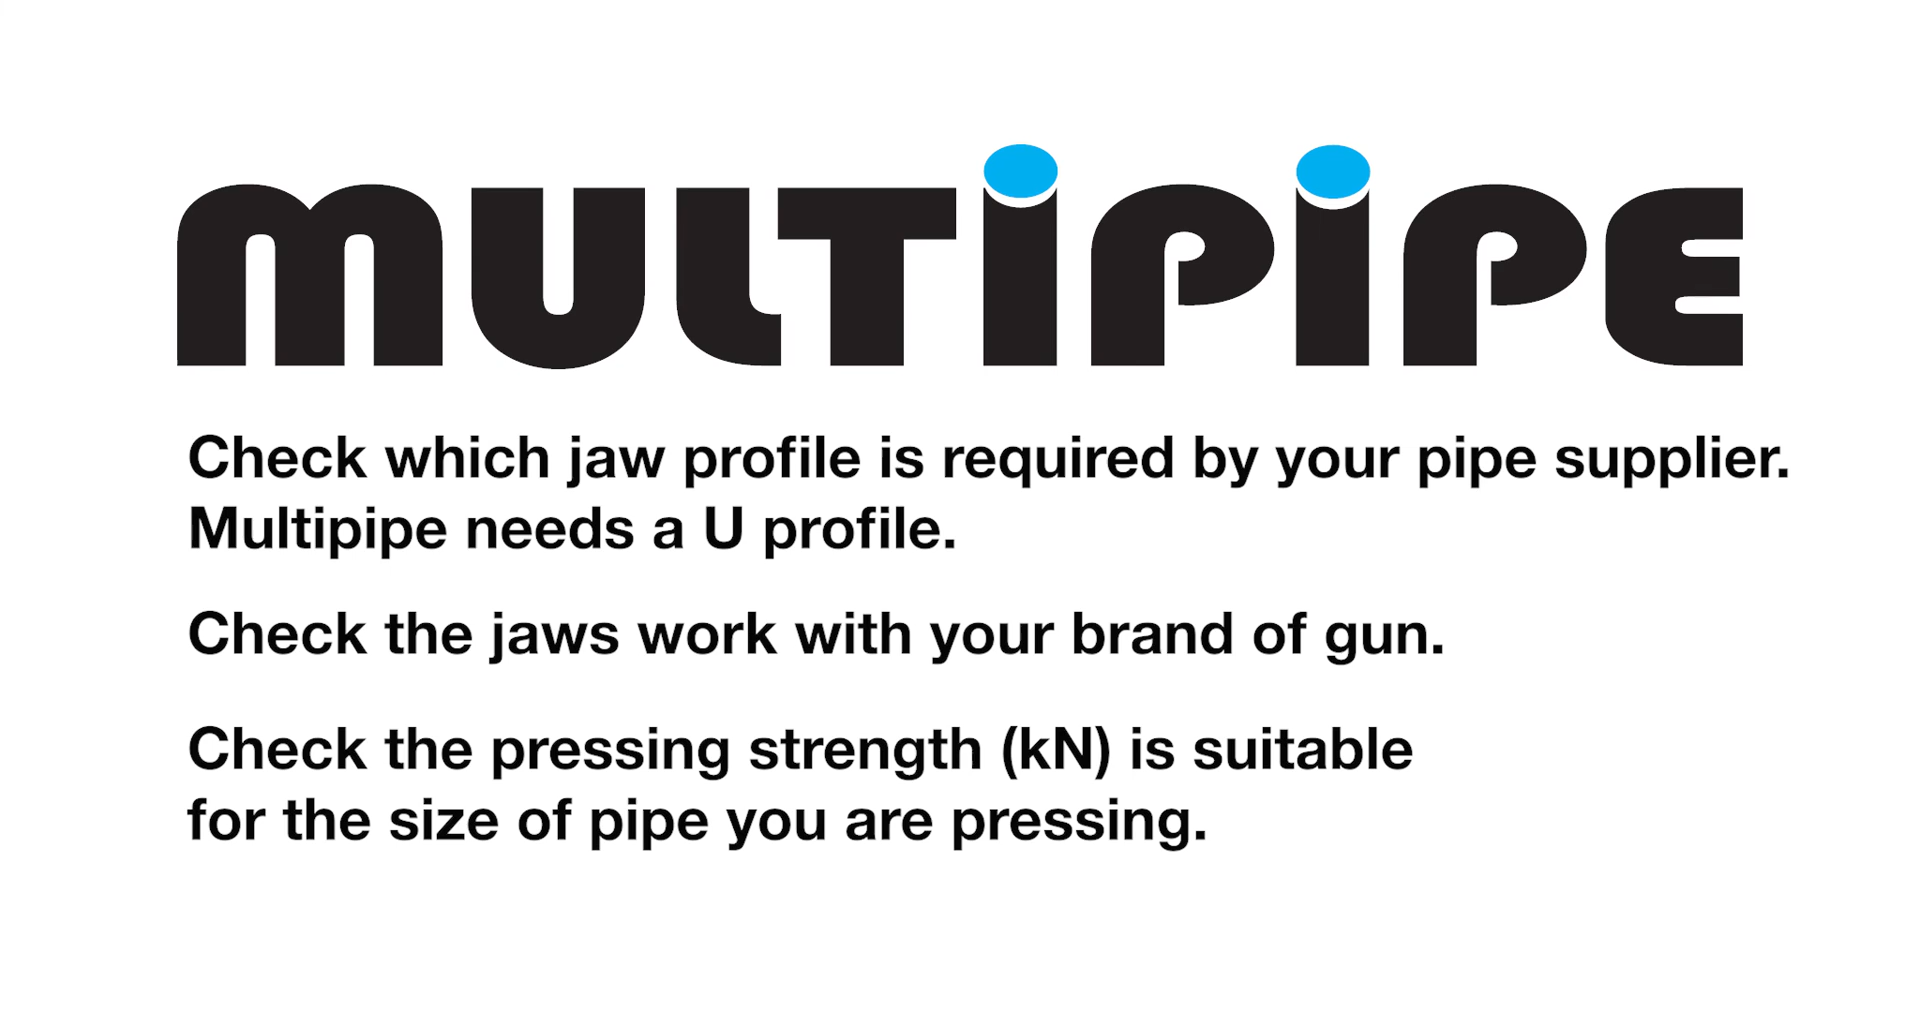 MULTIPIPE
Check which jaw profile is required by your pipe supplier.
Multipipe needs a U profile.
Check the jaws work with your brand of gun.
Check the pressing strength (kN) is suitable
for the size of pipe you are pressing.